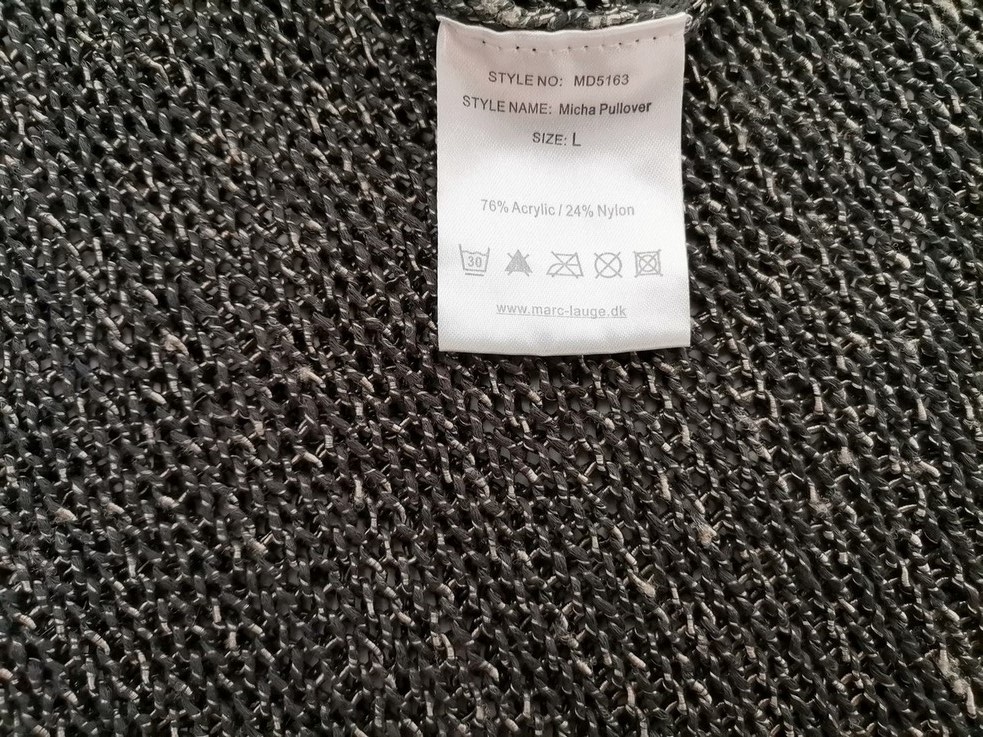 STYLE NO: MD5163
STYLE NAME: Micha Pullover
SIZE: L
76% Acrylic / 24% Nylon
30
www.marc-lauge.dk